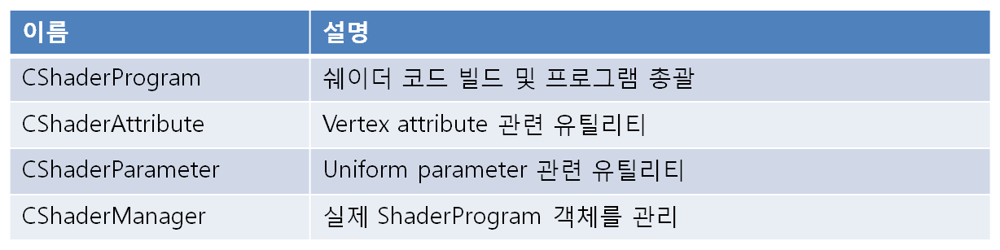 이름 설명
CShaderProgram 쉐이더 코드 빌드 및 프로그램 총괄
CShaderAttribute Vertex attribute 관련 유틸리티
CShaderParameter Uniform parameter 관련 유틸리티
CShaderManager 실제 ShaderProgram 객체를 관리